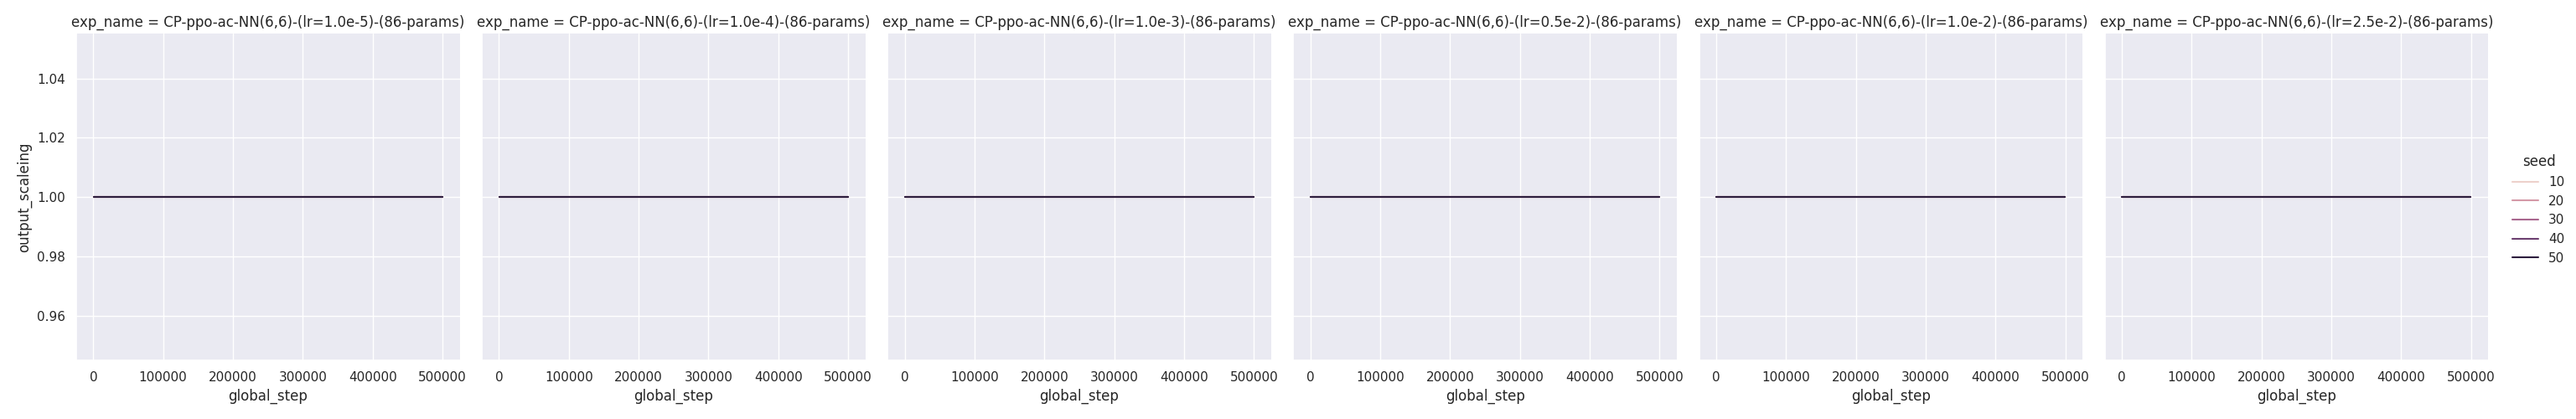 exp_name = CP-ppo-ac-NN(6,6)-(lr=1.0e-5)-(86-params)
exp_name = CP-ppo-ac-NN(6,6)-(lr=1.0e-4)-(86-params)
exp_name = CP-ppo-ac-NN(6,6)-(lr=1.0e-3)-(86-params)
exp_name = CP-ppo-ac-NN(6,6)-(lr=0.5e-2)-(86-params)
exp_name = CP-ppo-ac-NN(6,6)-(lr=1.0e-2)-(86-params)
exp_name = CP-ppo-ac-NN(6,6)-(lr=2.5e-2)-(86-params)
output_scaleing
1.04
1.02
1.00
0.98
0.96
0 100000 200000 300000 400000 500000
global_step
0 100000 200000 300000 400000 500000
global_step
0 100000 200000 300000 400000 500000
global_step
0 100000 200000 300000 400000 500000
global_step
0 100000 200000 300000 400000 500000
global_step
0 100000 200000 300000 400000 500000
global_step
seed
10
20
30
40
50